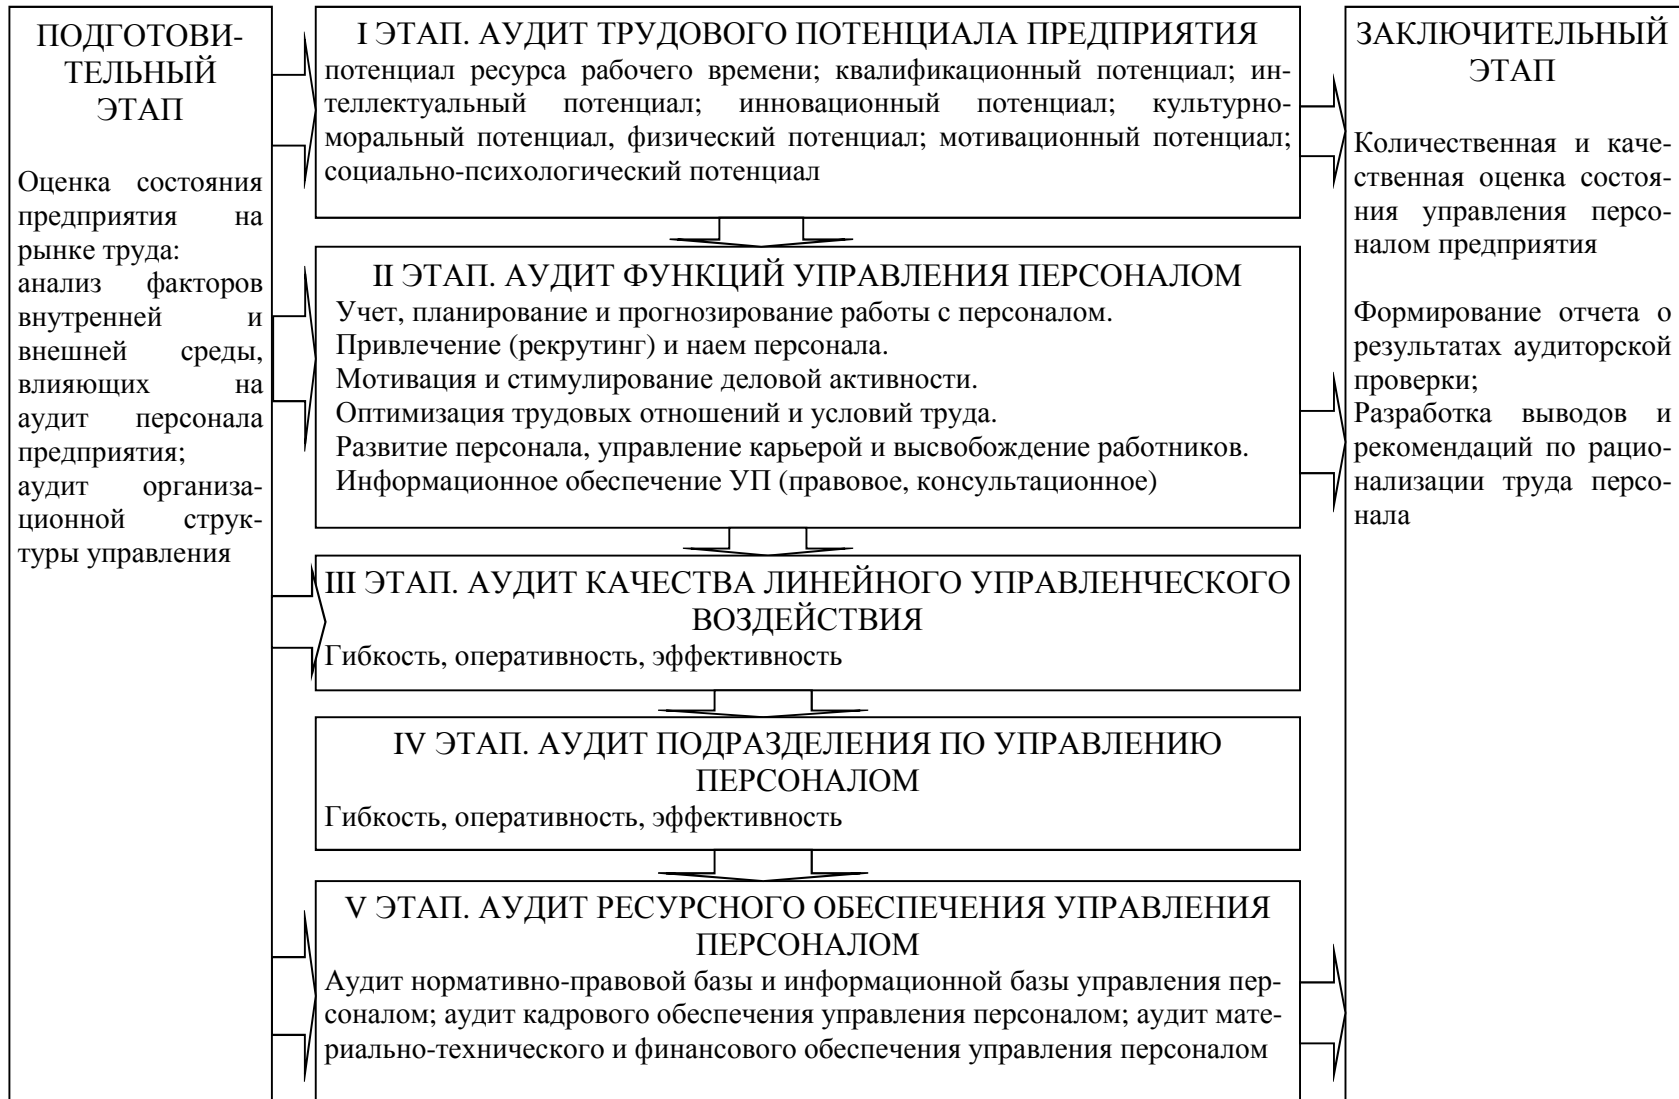 ПОДГОТОВИ-
ТЕЛЬНЫЙ
ЭТАП
Оценка состояния
предприятия на
рынке труда:
анализ факторов
внутренней и
внешней среды,
влияющих на
аудит персонала
предприятия;
аудит организа-
ционной струк-
туры управления
I ЭТАП. АУДИТ ТРУДОВОГО ПОТЕНЦИАЛА ПРЕДПРИЯТИЯ
потенциал ресурса рабочего времени; квалификационный потенциал; ин-
теллектуальный потенциал; инновационный потенциал; культурно-
моральный потенциал, физический потенциал; мотивационный потенциал;
социально-психологический потенциал
II ЭТАП. АУДИТ ФУНКЦИЙ УПРАВЛЕНИЯ ПЕРСОНАЛОМ
Учет, планирование и прогнозирование работы с персоналом.
Привлечение (рекрутинг) и наем персонала.
Мотивация и стимулирование деловой активности.
Оптимизация трудовых отношений и условий труда.
Развитие персонала, управление карьерой и высвобождение работников.
Информационное обеспечение УП (правовое, консультационное)
III ЭТАП. АУДИТ КАЧЕСТВА ЛИНЕЙНОГО УПРАВЛЕНЧЕСКОГО
ВОЗДЕЙСТВИЯ
Гибкость, оперативность, эффективность
IV ЭТАП. АУДИТ ПОДРАЗДЕЛЕНИЯ ПО УПРАВЛЕНИЮ
ПЕРСОНАЛОМ
Гибкость, оперативность, эффективность
V ЭТАП. АУДИТ РЕСУРСНОГО ОБЕСПЕЧЕНИЯ УПРАВЛЕНИЯ
ПЕРСОНАЛОМ
Аудит нормативно-правовой базы и информационной базы управления пер-
соналом; аудит кадрового обеспечения управления персоналом; аудит мате-
риально-технического и финансового обеспечения управления персоналом
ЗАКЛЮЧИТЕЛЬНЫЙ
ЭТАП
Количественная и каче-
ственная оценка состоя-
ния управления персо-
налом предприятия
Формирование отчета о
результатах аудиторской
проверки;
Разработка выводов и
рекомендаций по рацио-
нализации труда персо-
нала